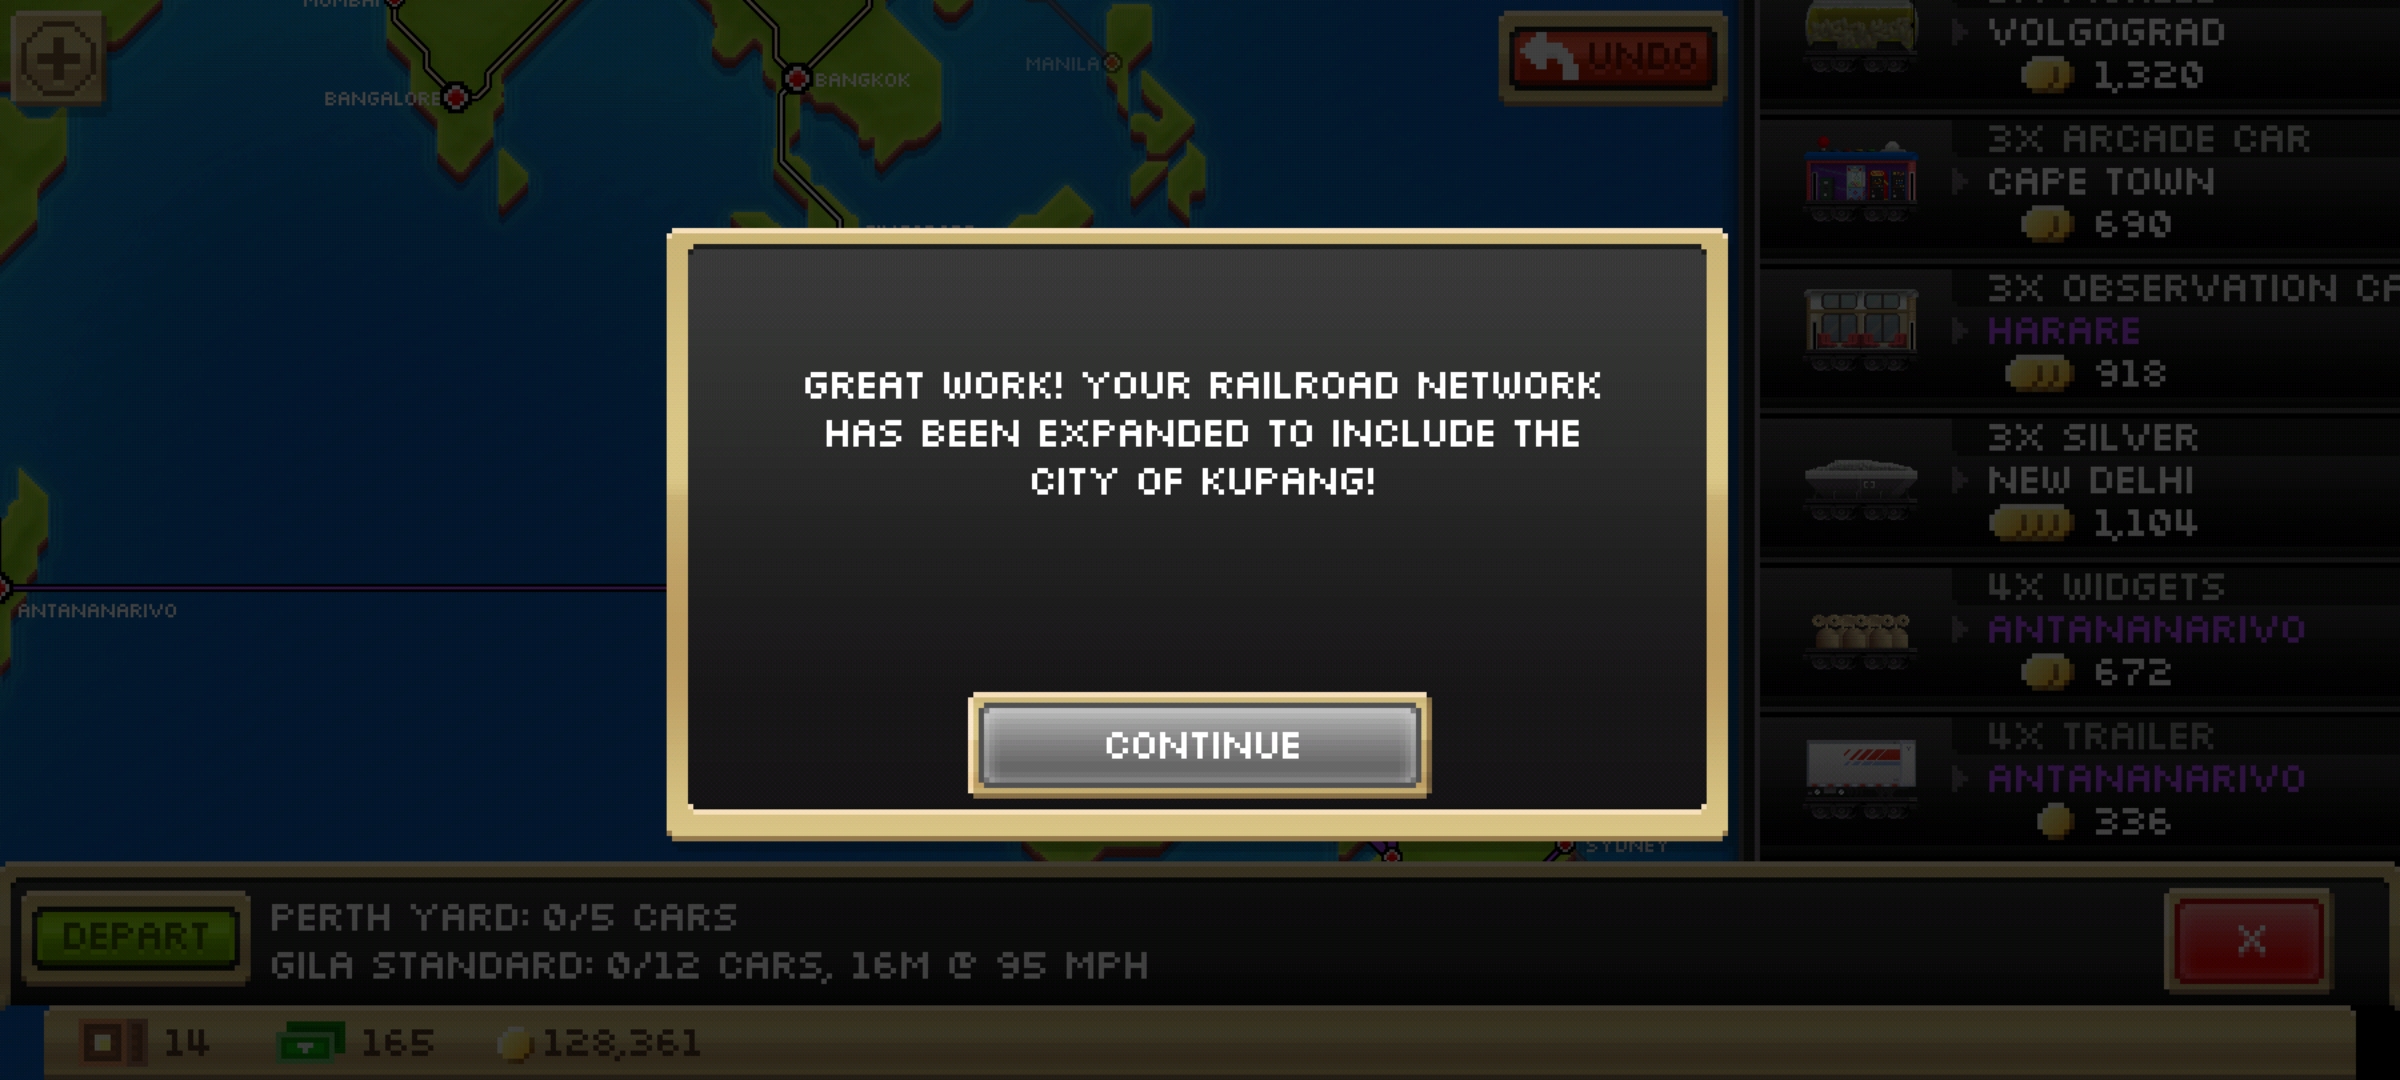 MUMBAI
BANGALORE
BANGKOK
MANILA
UNDO
VOLGOGRAD
1,320
3X ARCADE CAR
CAPE TOWN
690
3X OBSERVATION CA
HARARE
918
3X SILVER
NEW DELHI
1,104
4X WIDGETS
ANTANANARIVO
672
4X TRAILER
ANTANANARIVO
336
GREAT WORK! YOUR RAILROAD NETWORK
HAS BEEN EXPANDED TO INCLUDE THE
CITY OF KUPANG!
CONTINUE
ANTANANARIVO
SYDNEY
DEPART
PERTH YARD: 0/5 CARS
GILA STANDARD: 0/12 CARS, 16M @ 95 MPH
X
14
165
128,361